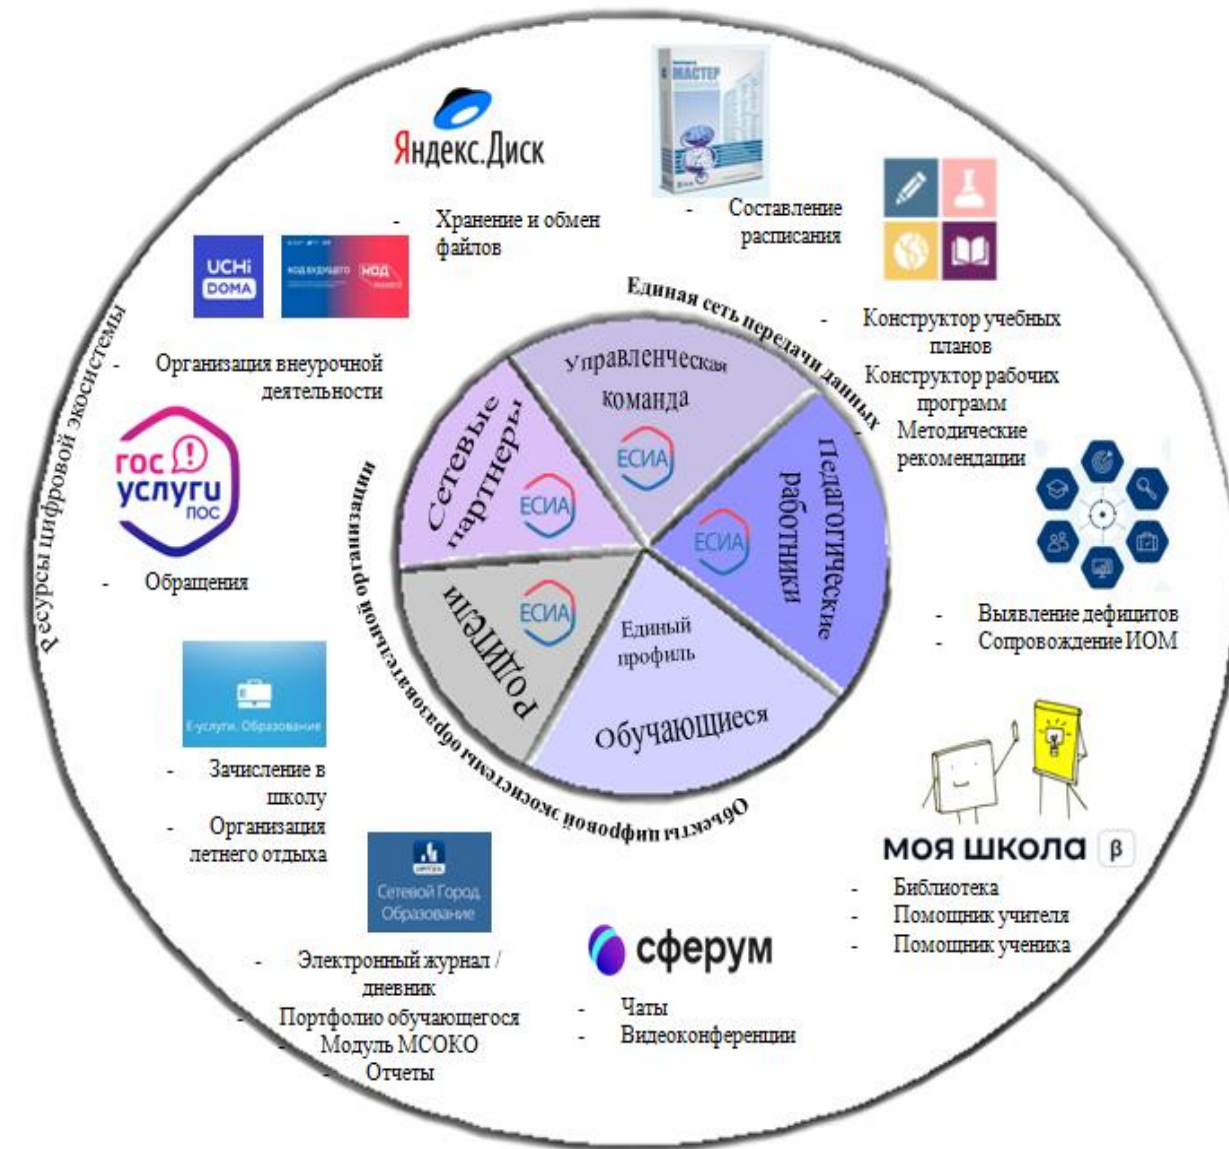 Яндекс.Диск
- Хранение и обмен
файлов
МАСТЕР
- Составление
расписания
- Конструктор учебных
планов
Конструктор рабочих
программ
- Методические
рекомендации
UCHi
DOMA
КОД БУДУЩЕГО
- Организация внеурочной
деятельности
Ресурсы цифровой экосистемы
Единая сеть передачи данных
Управленческая
команда
ЕСИА
Педагогические
работники
ЕСИА
Сетевые
партнеры
ЕСИА
Родители
ЕСИА
Единый
профиль
Обучающиеся
Объекты цифровой экосистемы образовательной организации
гос
услуги
пос
- Обращения
- Выявление дефицитов
- Сопровождение ИОМ
Е-услуги. Образование
- Зачисление в
школу
- Организация
летнего отдыха
моя школа β
- Библиотека
- Помощник учителя
- Помощник ученика
Сетевой Город.
Образование
- Электронный журнал /
дневник
- Портфолио обучающегося
- Модуль МСОКО
- Отчеты
сферум
- Чаты
- Видеоконференции